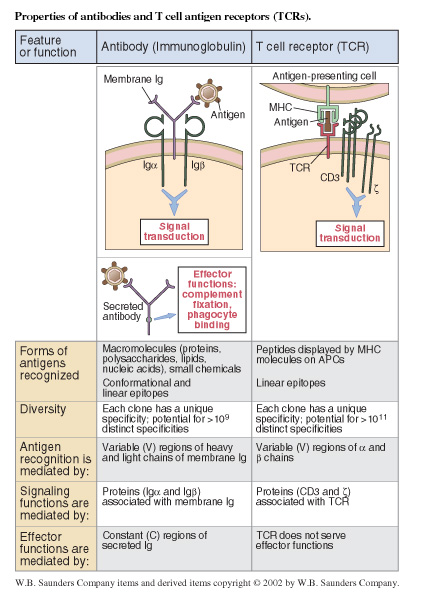 Properties of antibodies and T cell antigen receptors (TCRs).
Feature
or function
Antibody (Immunoglobulin)
T cell receptor (TCR)
Membrane Ig
Antigen
Igα
Igβ
Signal
transduction
Antigen-presenting cell
MHC
Antigen
TCR
CD3
ζ
Signal
transduction
Secreted
antibody
Effector
functions:
complement
fixation,
phagocyte
binding
Forms of
antigens
recognized
Macromolecules (proteins,
polysaccharides, lipids,
nucleic acids), small chemicals
Conformational and
linear epitopes
Peptides displayed by MHC
molecules on APCs
Linear epitopes
Diversity
Each clone has a unique
specificity; potential for >10⁹
distinct specificities
Each clone has a unique
specificity; potential for >10¹¹
distinct specificities
Antigen
recognition is
mediated by:
Variable (V) regions of heavy
and light chains of membrane Ig
Variable (V) regions of α and
β chains
Signaling
functions are
mediated by:
Proteins (Igα and Igβ)
associated with membrane Ig
Proteins (CD3 and ζ)
associated with TCR
Effector
functions are
mediated by:
Constant (C) regions of
secreted Ig
TCR does not serve
effector functions
W.B. Saunders Company items and derived items copyright © 2002 by W.B. Saunders Company.